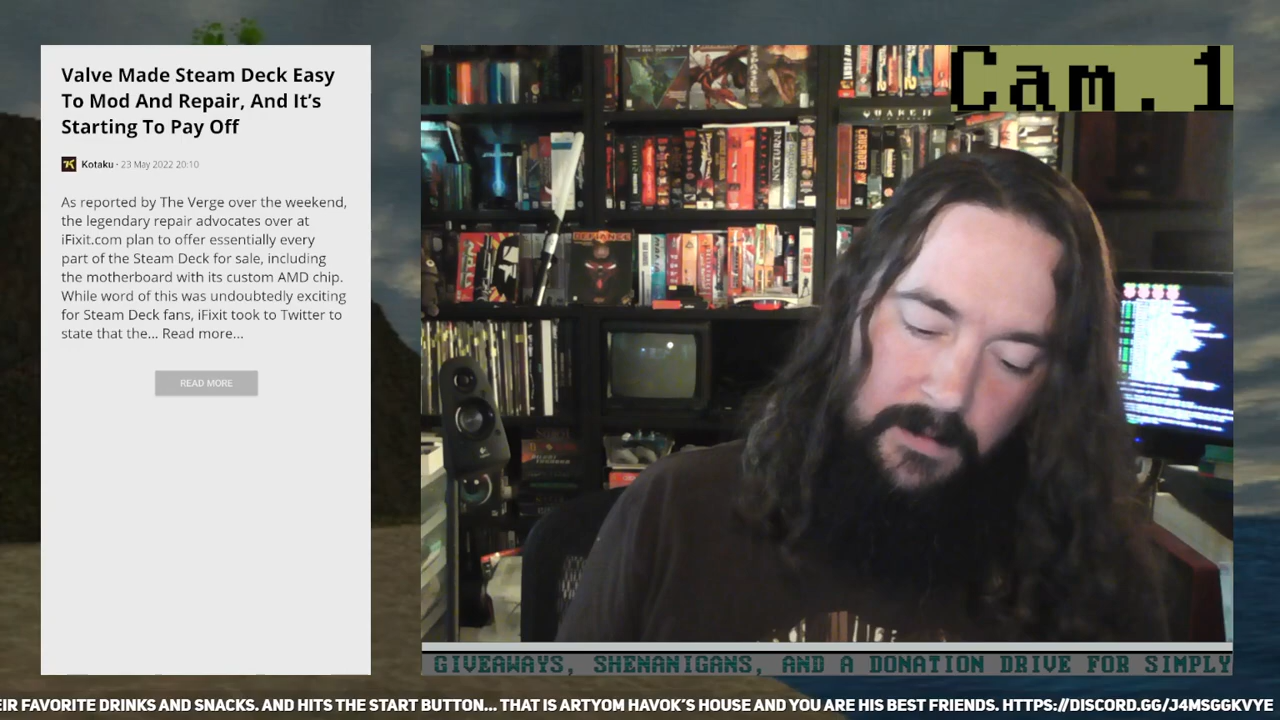 Valve Made Steam Deck Easy
To Mod And Repair, And It's
Starting To Pay Off
Kotaku · 23 May 2022 20:10
As reported by The Verge over the weekend,
the legendary repair advocates over at
iFixit.com plan to offer essentially every
part of the Steam Deck for sale, including
the motherboard with its custom AMD chip.
While word of this was undoubtedly exciting
for Steam Deck fans, iFixit took to Twitter to
state that the... Read more...
READ MORE
Cam.1
QUAKE II
DEFIANCE
NOCTURNE
CRUSADER
GIVEAWAYS, SHENANIGANS, AND A DONATION DRIVE FOR SIMPLY
EIR FAVORITE DRINKS AND SNACKS. AND HITS THE START BUTTON... THAT IS ARTYOM HAVOK'S HOUSE AND YOU ARE HIS BEST FRIENDS. HTTPS://DISCORD.GG/J4MSGGKVYE